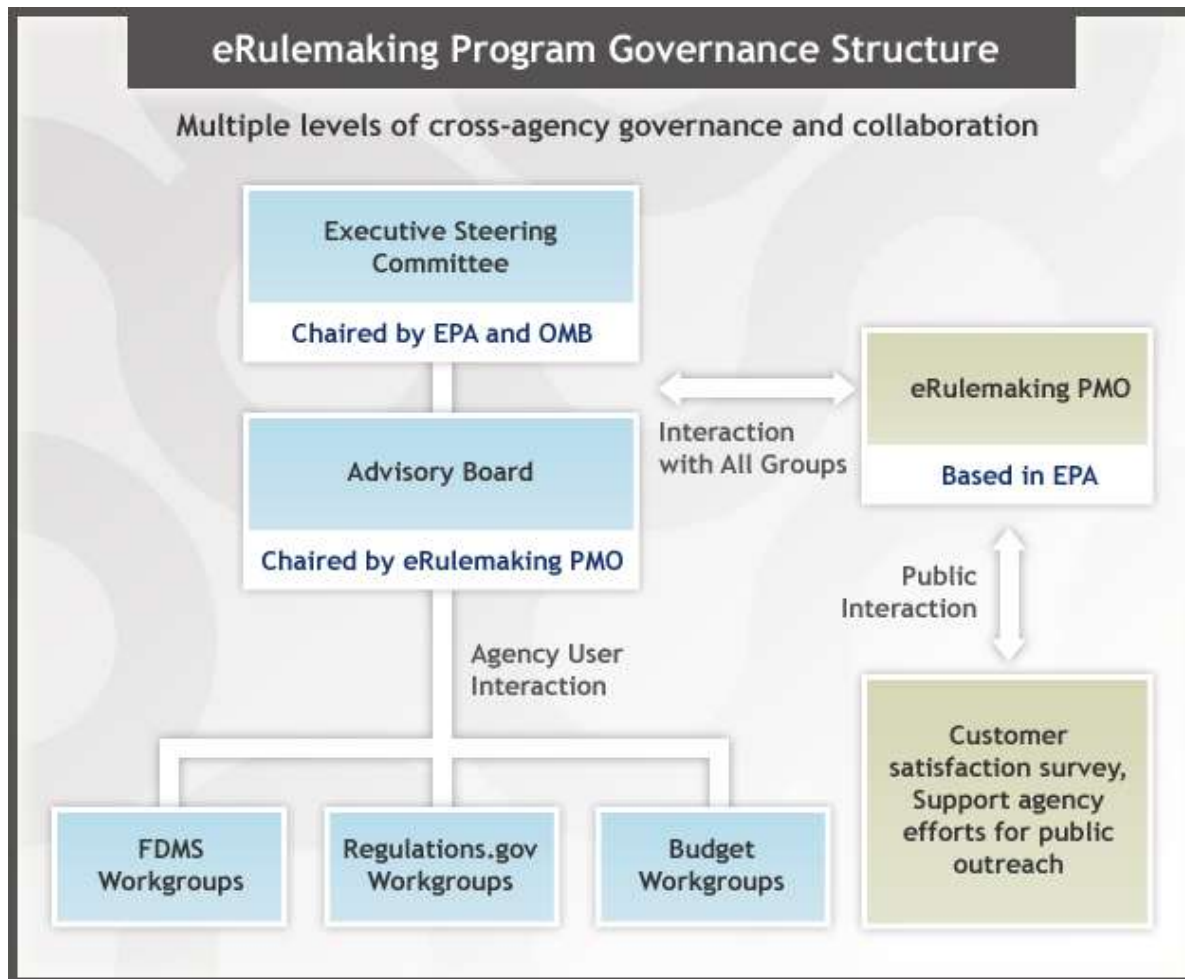 eRulemaking Program Governance Structure
Multiple levels of cross-agency governance and collaboration
Executive Steering
Committee
Chaired by EPA and OMB
eRulemaking PMO
Based in EPA
Interaction
with All Groups
Advisory Board
Chaired by eRulemaking PMO
Public
Interaction
Agency User
Interaction
Customer
satisfaction survey,
Support agency
efforts for public
outreach
FDMS
Workgroups
Regulations.gov
Workgroups
Budget
Workgroups